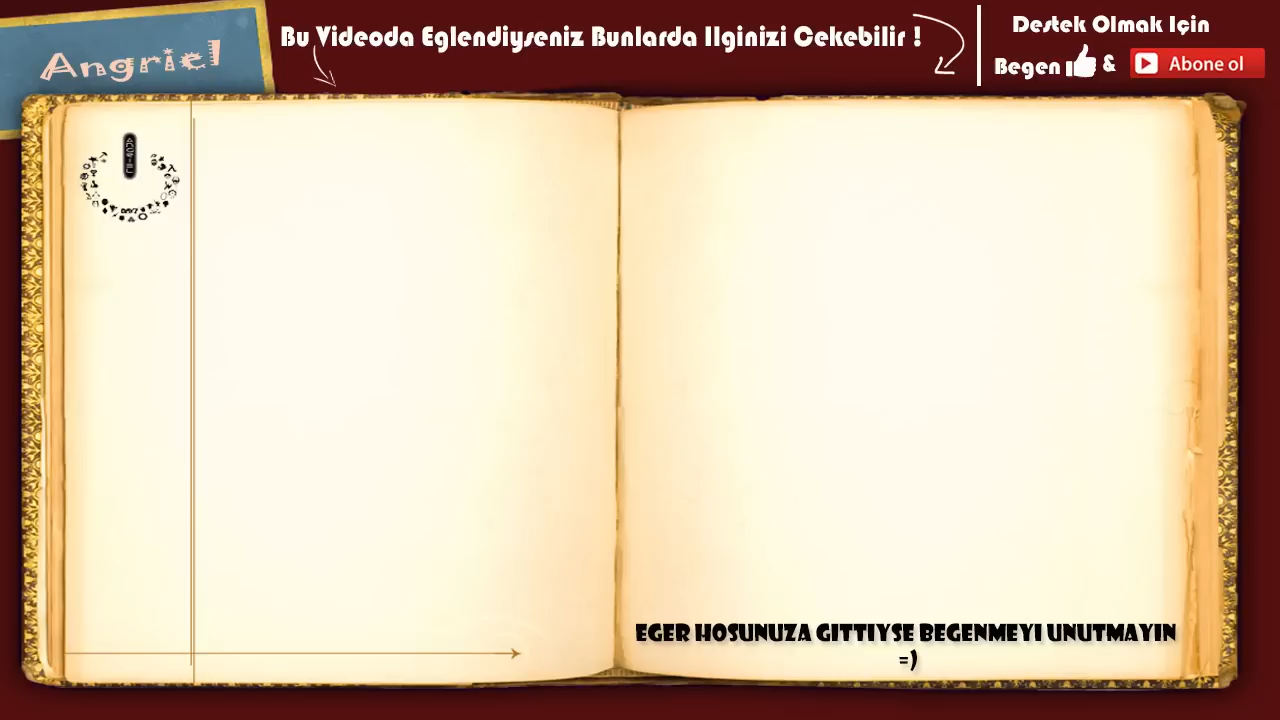 Angriel
Bu Videoda Eglendiyseniz Bunlarda Ilginizi Cekebilir !
Destek Olmak Için
Begen &
Abone ol
EGER HOSUNUZA GITTIYSE BEGENMEYI UNUTMAYIN
=)